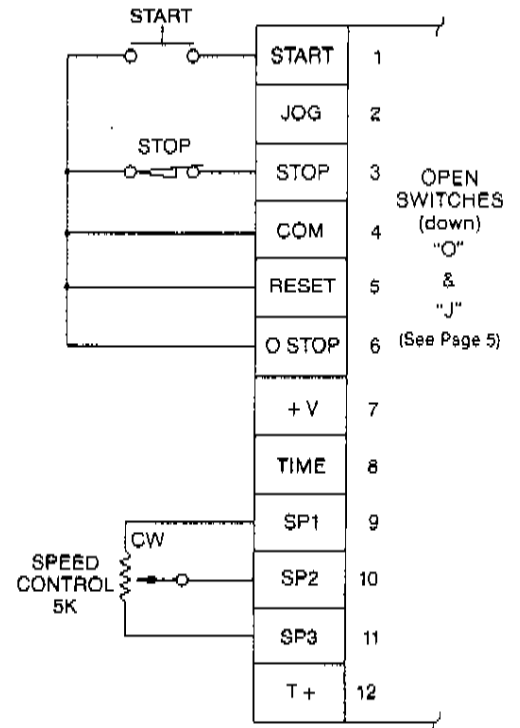 START
START 1
JOG 2
STOP
STOP 3
COM 4
RESET 5
O STOP 6
OPEN
SWITCHES
(down)
"O"
&
"J"
(See Page 5)
+ V 7
TIME 8
SP1 9
CW
SPEED
CONTROL
5K
SP2 10
SP3 11
T + 12